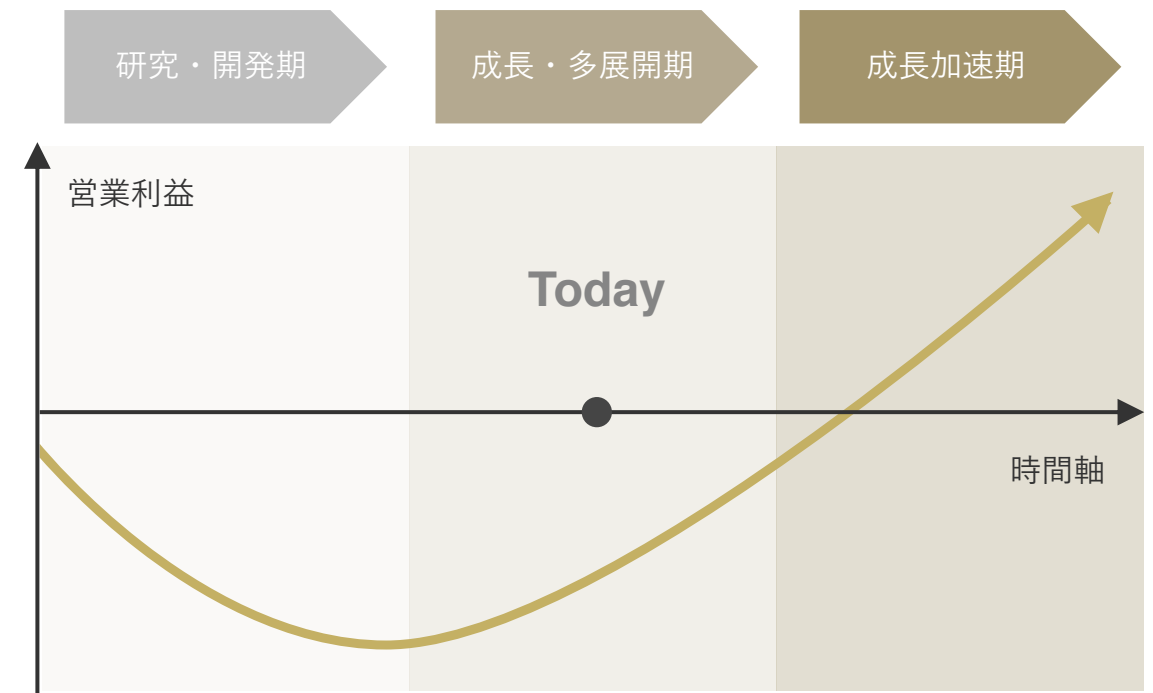 研究・開発期
成長・多展開期
成長加速期
営業利益
Today
時間軸